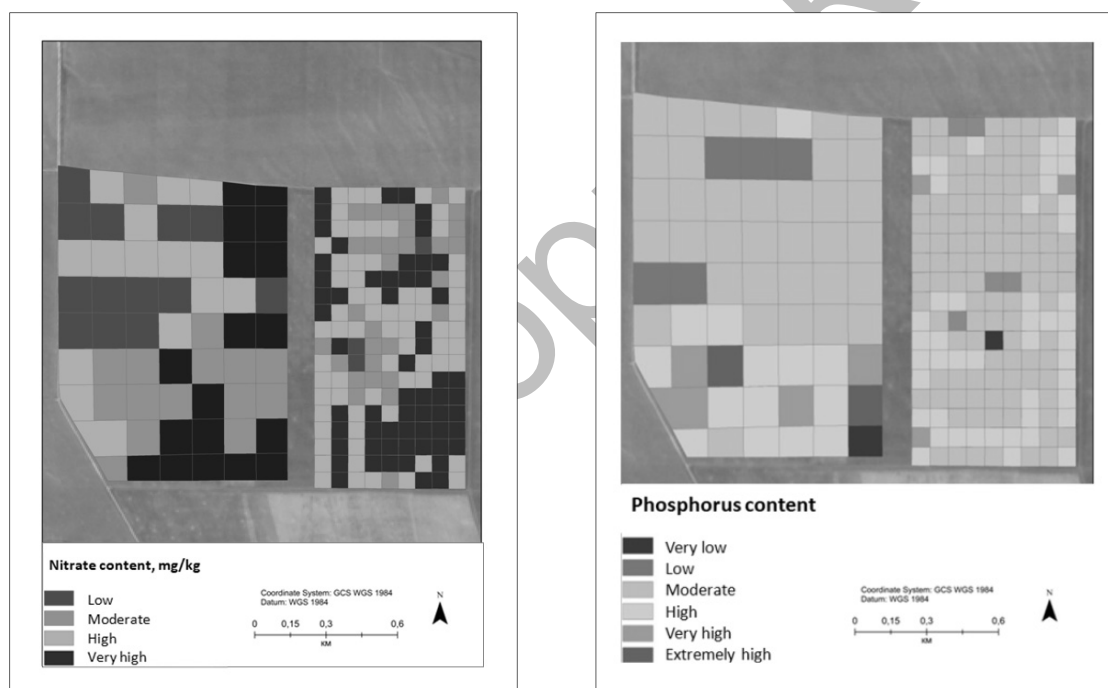 Nitrate content, mg/kg
Low
Moderate
High
Very high
Coordinate System: GCS WGS 1984
Datum: WGS 1984
N
0 0,15 0,3 0,6
KM
Phosphorus content
Very low
Low
Moderate
High
Very high
Extremely high
Coordinate System: GCS WGS 1984
Datum: WGS 1984
N
0 0,15 0,3 0,6
KM